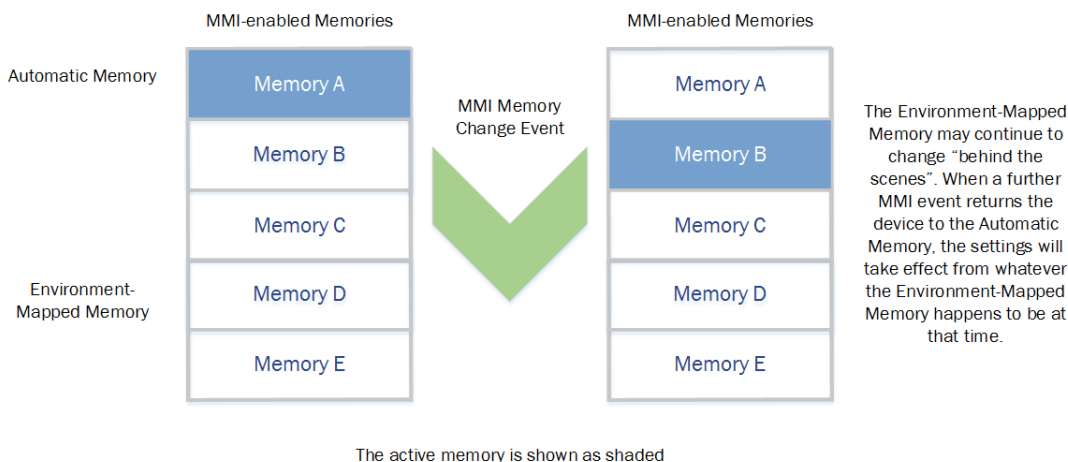 MMI-enabled Memories
Automatic Memory
Memory A
Memory B
Memory C
Environment-
Mapped Memory
Memory D
Memory E
MMI Memory
Change Event
MMI-enabled Memories
Memory A
Memory B
Memory C
Memory D
Memory E
The Environment-Mapped
Memory may continue to
change “behind the
scenes”. When a further
MMI event returns the
device to the Automatic
Memory, the settings will
take effect from whatever
the Environment-Mapped
Memory happens to be at
that time.
The active memory is shown as shaded